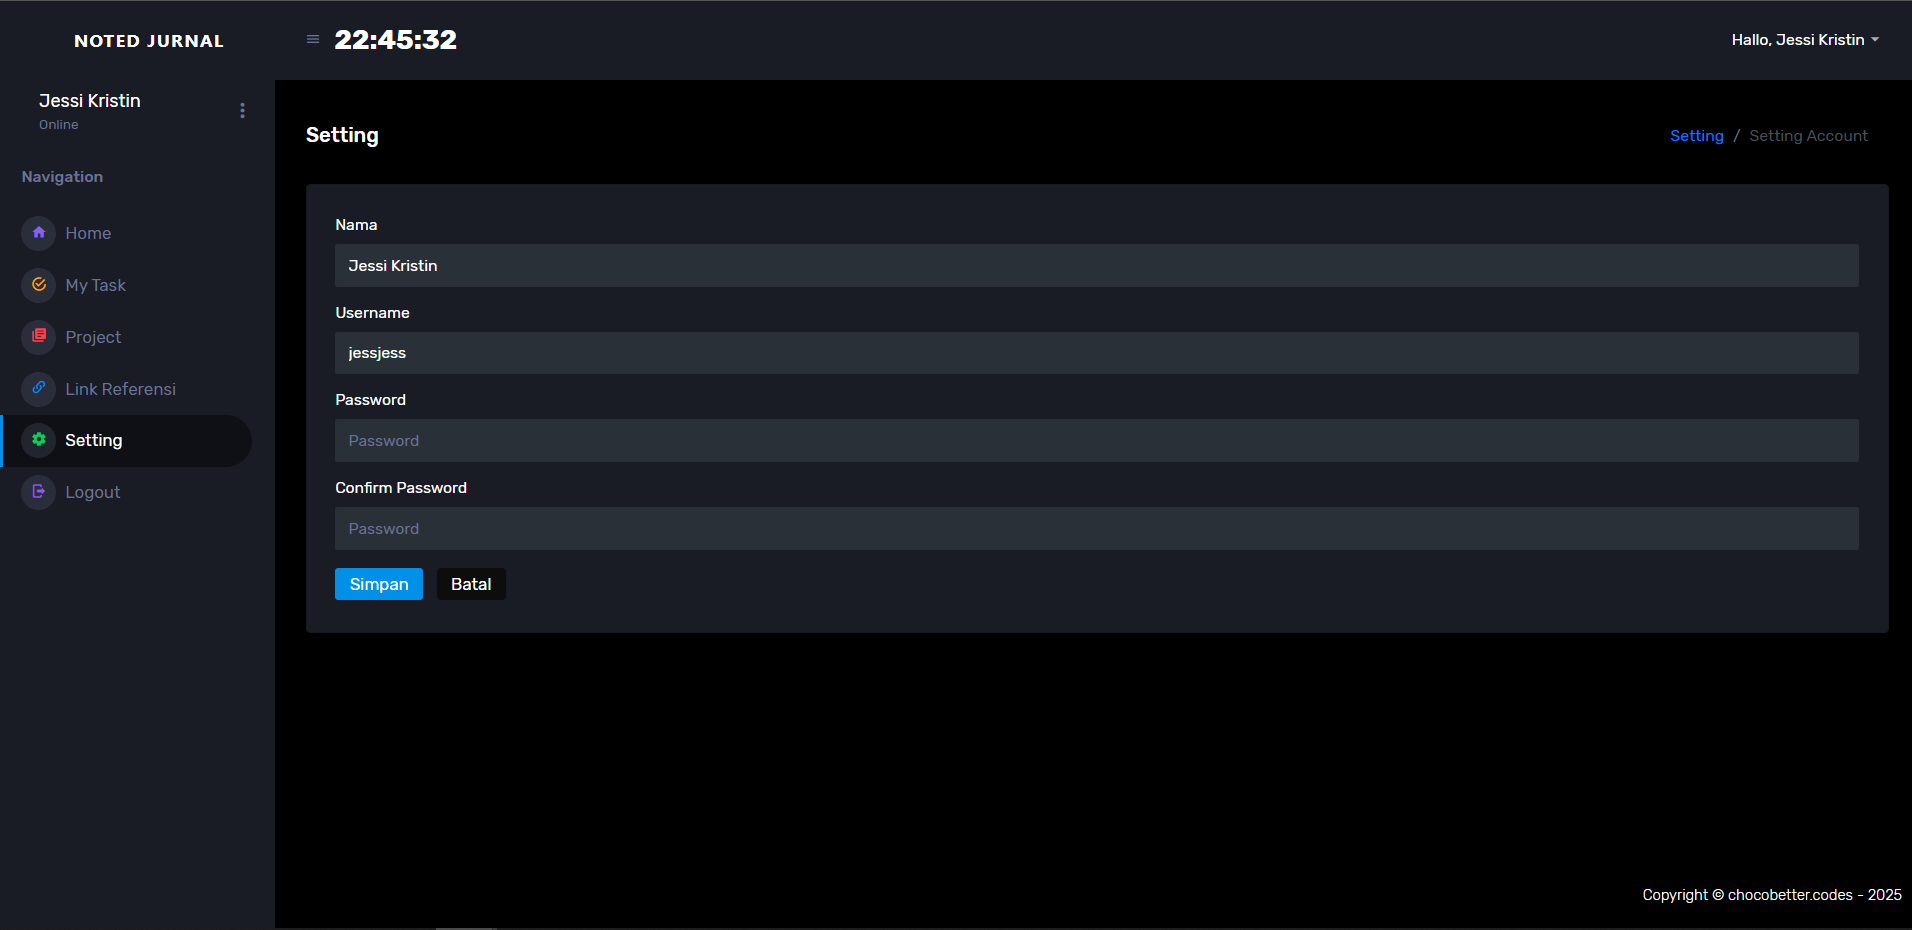 NOTED JURNAL
22:45:32
Hallo, Jessi Kristin
Jessi Kristin
Online
Navigation
Home
My Task
Project
Link Referensi
Setting
Logout
Setting
Setting / Setting Account
Nama
Jessi Kristin
Username
jessjess
Password
Password
Confirm Password
Password
Simpan Batal
Copyright © chocobetter.codes - 2025